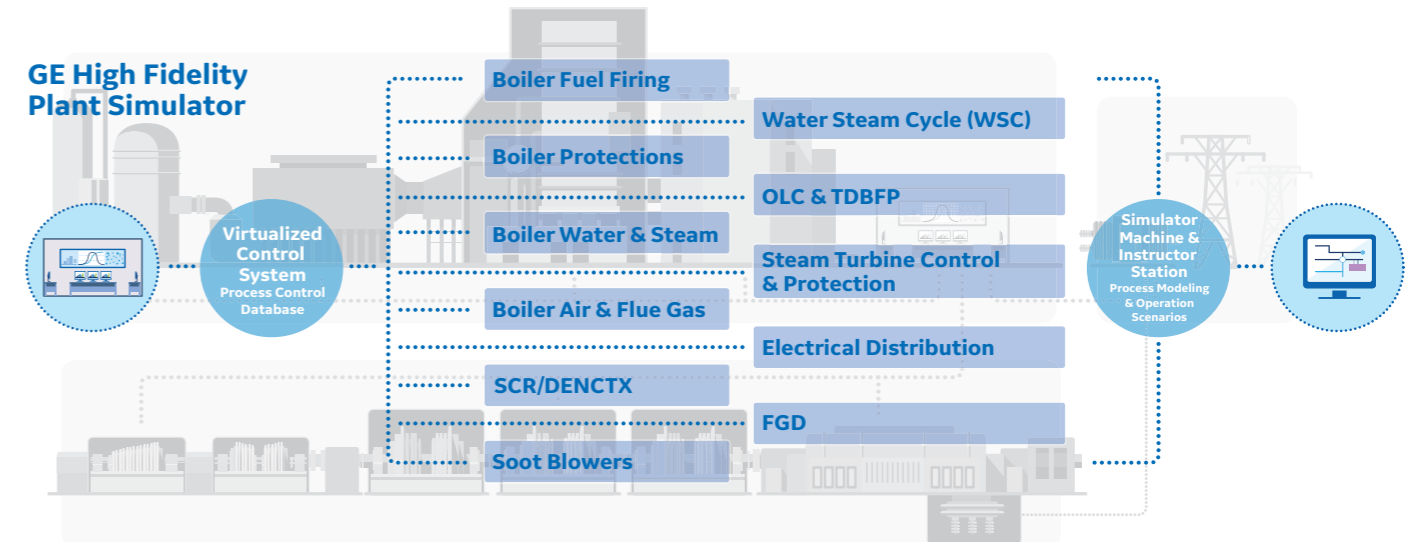 GE High Fidelity
Plant Simulator
Virtualized
Control
System
Process Control
Database
Boiler Fuel Firing
Water Steam Cycle (WSC)
Boiler Protections
OLC & TDBFP
Boiler Water & Steam
Steam Turbine Control
& Protection
Boiler Air & Flue Gas
Electrical Distribution
SCR/DENCTX
FGD
Soot Blowers
Simulator
Machine &
Instructor
Station
Process Modeling
& Operation
Scenarios